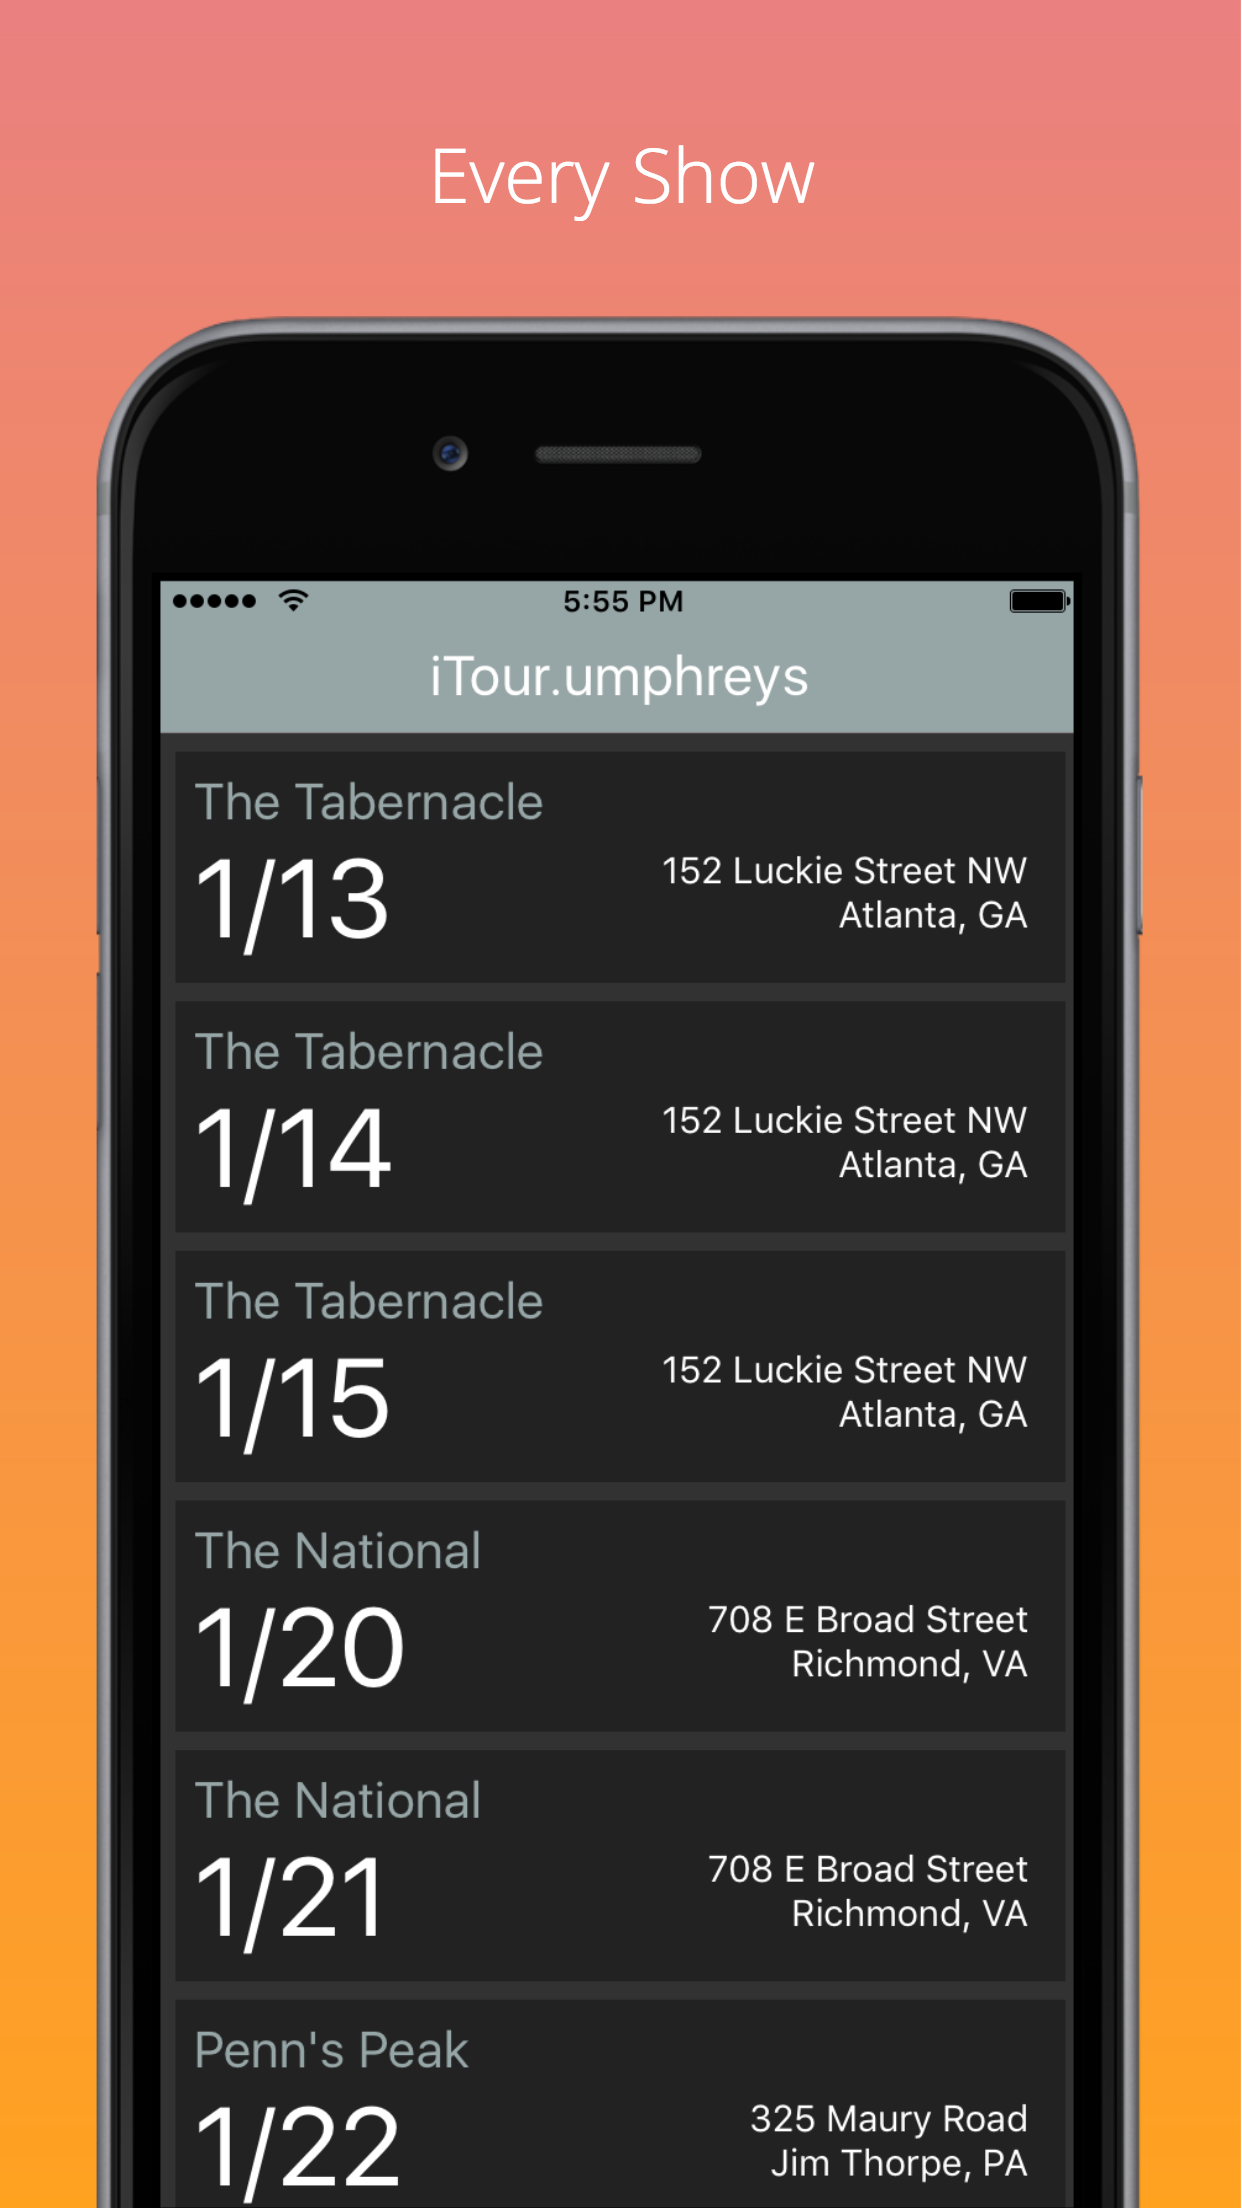 Every Show
5:55 PM
iTour.umphreys
The Tabernacle
1/13
152 Luckie Street NW
Atlanta, GA
The Tabernacle
1/14
152 Luckie Street NW
Atlanta, GA
The Tabernacle
1/15
152 Luckie Street NW
Atlanta, GA
The National
1/20
708 E Broad Street
Richmond, VA
The National
1/21
708 E Broad Street
Richmond, VA
Penn's Peak
1/22
325 Maury Road
Jim Thorpe, PA